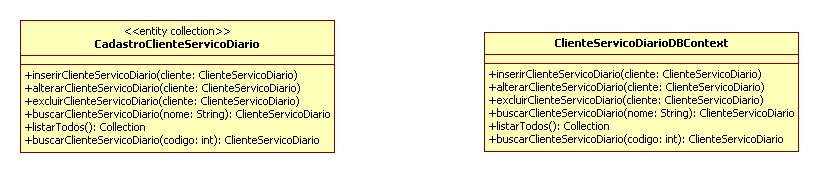 <<entity collection>>
CadastroClienteServicoDiario
+inserirClienteServicoDiario(cliente: ClienteServicoDiario)
+alterarClienteServicoDiario(cliente: ClienteServicoDiario)
+excluirClienteServicoDiario(cliente: ClienteServicoDiario)
+buscarClienteServicoDiario(nome: String): ClienteServicoDiario
+listarTodos(): Collection
+buscarClienteServicoDiario(codigo: int): ClienteServicoDiario
ClienteServicoDiarioDBContext
+inserirClienteServicoDiario(cliente: ClienteServicoDiario)
+alterarClienteServicoDiario(cliente: ClienteServicoDiario)
+excluirClienteServicoDiario(cliente: ClienteServicoDiario)
+buscarClienteServicoDiario(nome: String): ClienteServicoDiario
+listarTodos(): Collection
+buscarClienteServicoDiario(codigo: int): ClienteServicoDiario